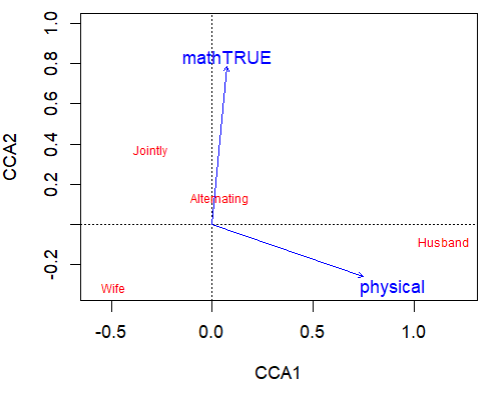 1.0
0.8
0.6
0.4
0.2
-0.2
CCA2
mathTRUE
Jointly
Alternating
Husband
Wife
physical
-0.5 0.0 0.5 1.0
CCA1